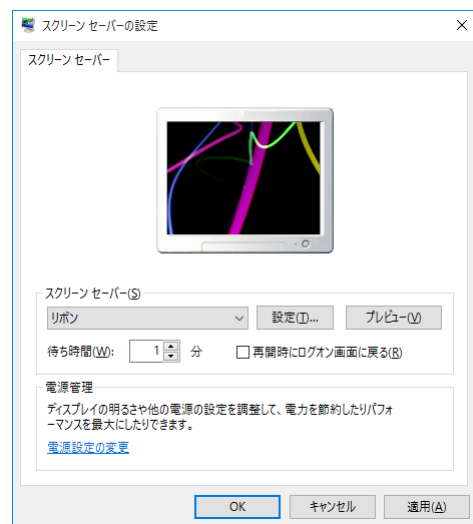 スクリーン セーバーの設定
スクリーン セーバー
スクリーン セーバー(S)
リボン
設定(T)...
プレビュー(V)
待ち時間(W):
1
分
再開時にログオン画面に戻る(R)
電源管理
ディスプレイの明るさや他の電源の設定を調整して、電力を節約したりパフォ
ーマンスを最大にしたりできます。
電源設定の変更
OK
キャンセル
適用(A)